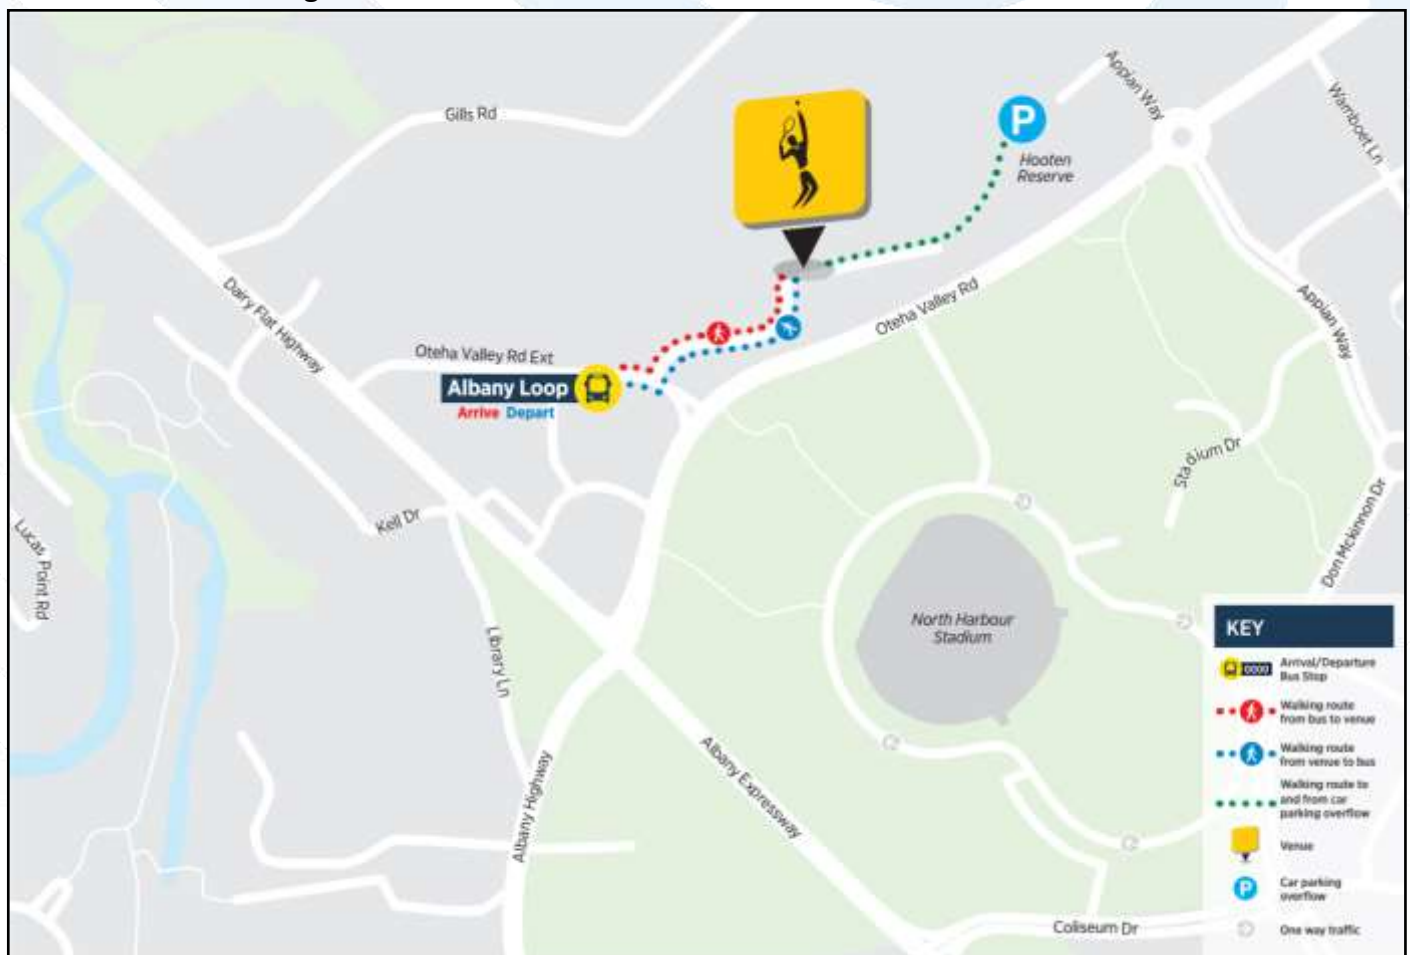 Gills Rd
Appian Way
Wamboet Ln
P
Hooten
Reserve
Dairy Flat Highway
Oteha Valley Rd
Appian Way
Oteha Valley Rd Ext
Albany Loop
Arrive Depart
Stadium Dr
Kell Dr
Lucas Point Rd
Don Mckinnon Dr
North Harbour
Stadium
Library Ln
Albany Highway
Albany Expressway
Coliseum Dr
KEY
0000 Arrival/Departure
Bus Stop
Walking route
from bus to venue
Walking route
from venue to bus
Walking route to
and from car
parking overflow
Venue
P Car parking
overflow
One way traffic